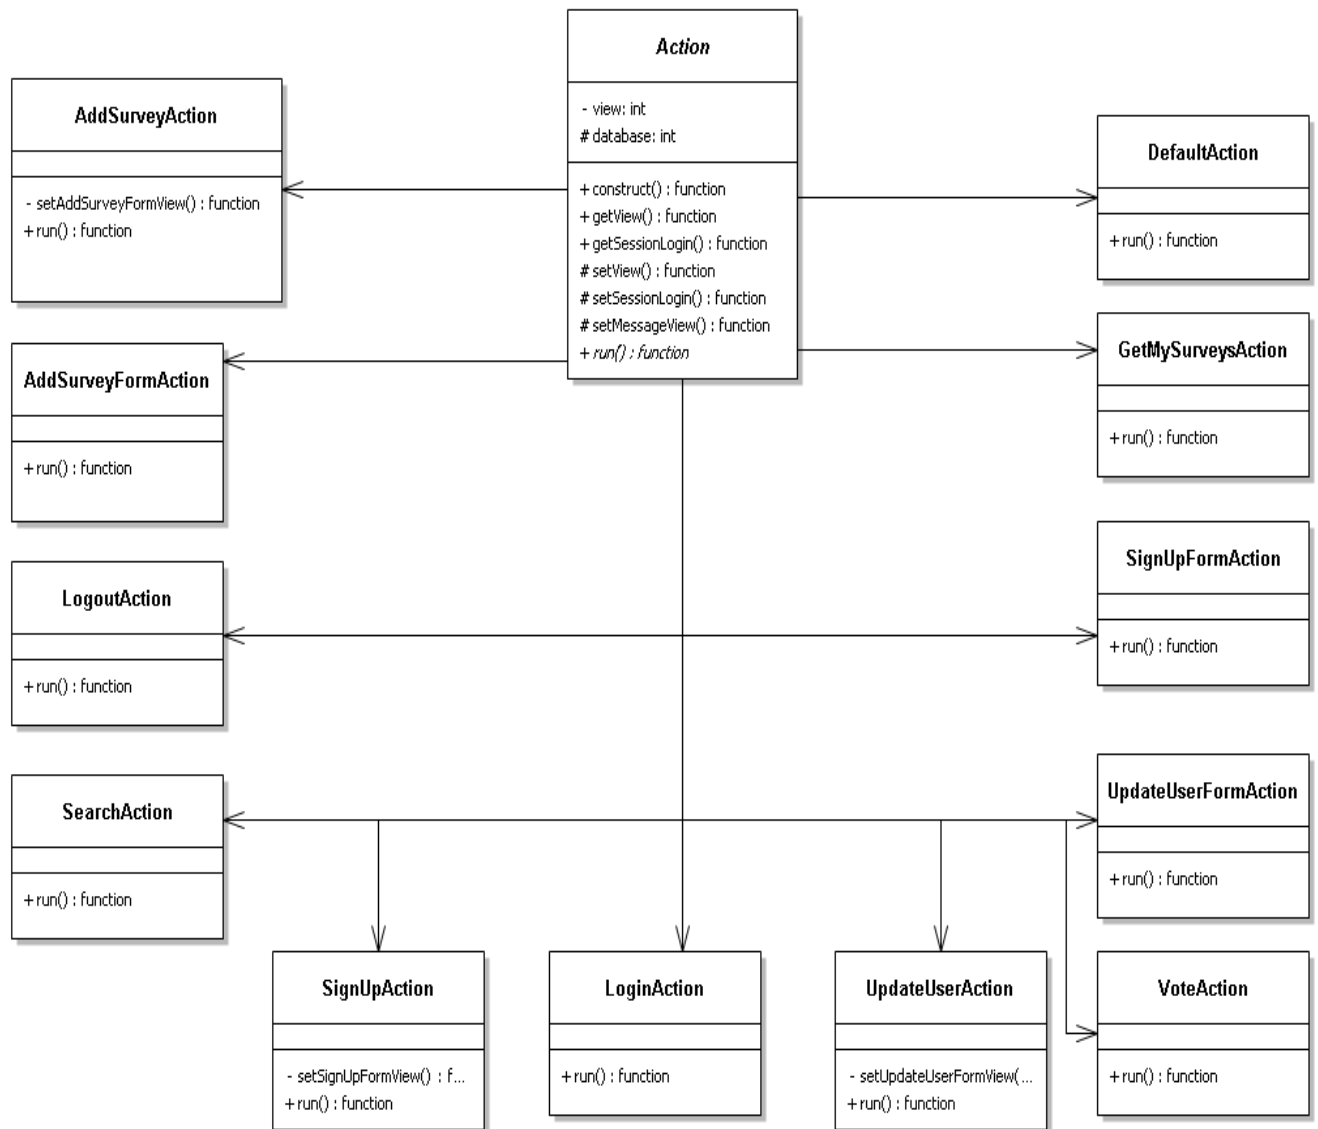 Action
- view: int
# database: int
+ construct() : function
+ getView() : function
+ getSessionLogin() : function
# setView() : function
# setSessionLogin() : function
# setMessageView() : function
+ run() : function
AddSurveyAction
- setAddSurveyFormView() : function
+ run() : function
DefaultAction
+ run() : function
AddSurveyFormAction
+ run() : function
GetMySurveysAction
+ run() : function
LogoutAction
+ run() : function
SignUpFormAction
+ run() : function
SearchAction
+ run() : function
UpdateUserFormAction
+ run() : function
SignUpAction
- setSignUpFormView() : f...
+ run() : function
LoginAction
+ run() : function
UpdateUserAction
- setUpdateUserFormView(...
+ run() : function
VoteAction
+ run() : function